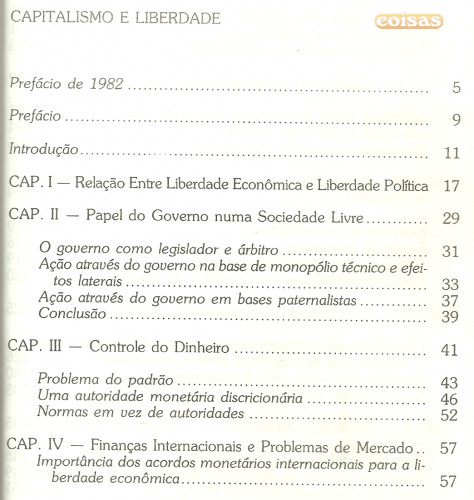 CAPITALISMO E LIBERDADE
coisas
Prefácio de 1982 ........................................................ 5
Prefácio .................................................................... 9
Introdução ................................................................ 11
CAP. I — Relação Entre Liberdade Econômica e Liberdade Política 17
CAP. II — Papel do Governo numa Sociedade Livre ............. 29
O governo como legislador e árbitro ......................... 31
Ação através do governo na base de monopólio técnico e efei-
tos laterais .................................................... 33
Ação através do governo em bases paternalistas ........... 37
Conclusão ...................................................... 39
CAP. III — Controle do Dinheiro ................................. 41
Problema do padrão .......................................... 43
Uma autoridade monetária discricionária ................... 46
Normas em vez de autoridades ............................... 52
CAP. IV — Finanças Internacionais e Problemas de Mercado .. 57
Importância dos acordos monetários internacionais para a li-
berdade econômica .......................................... 57